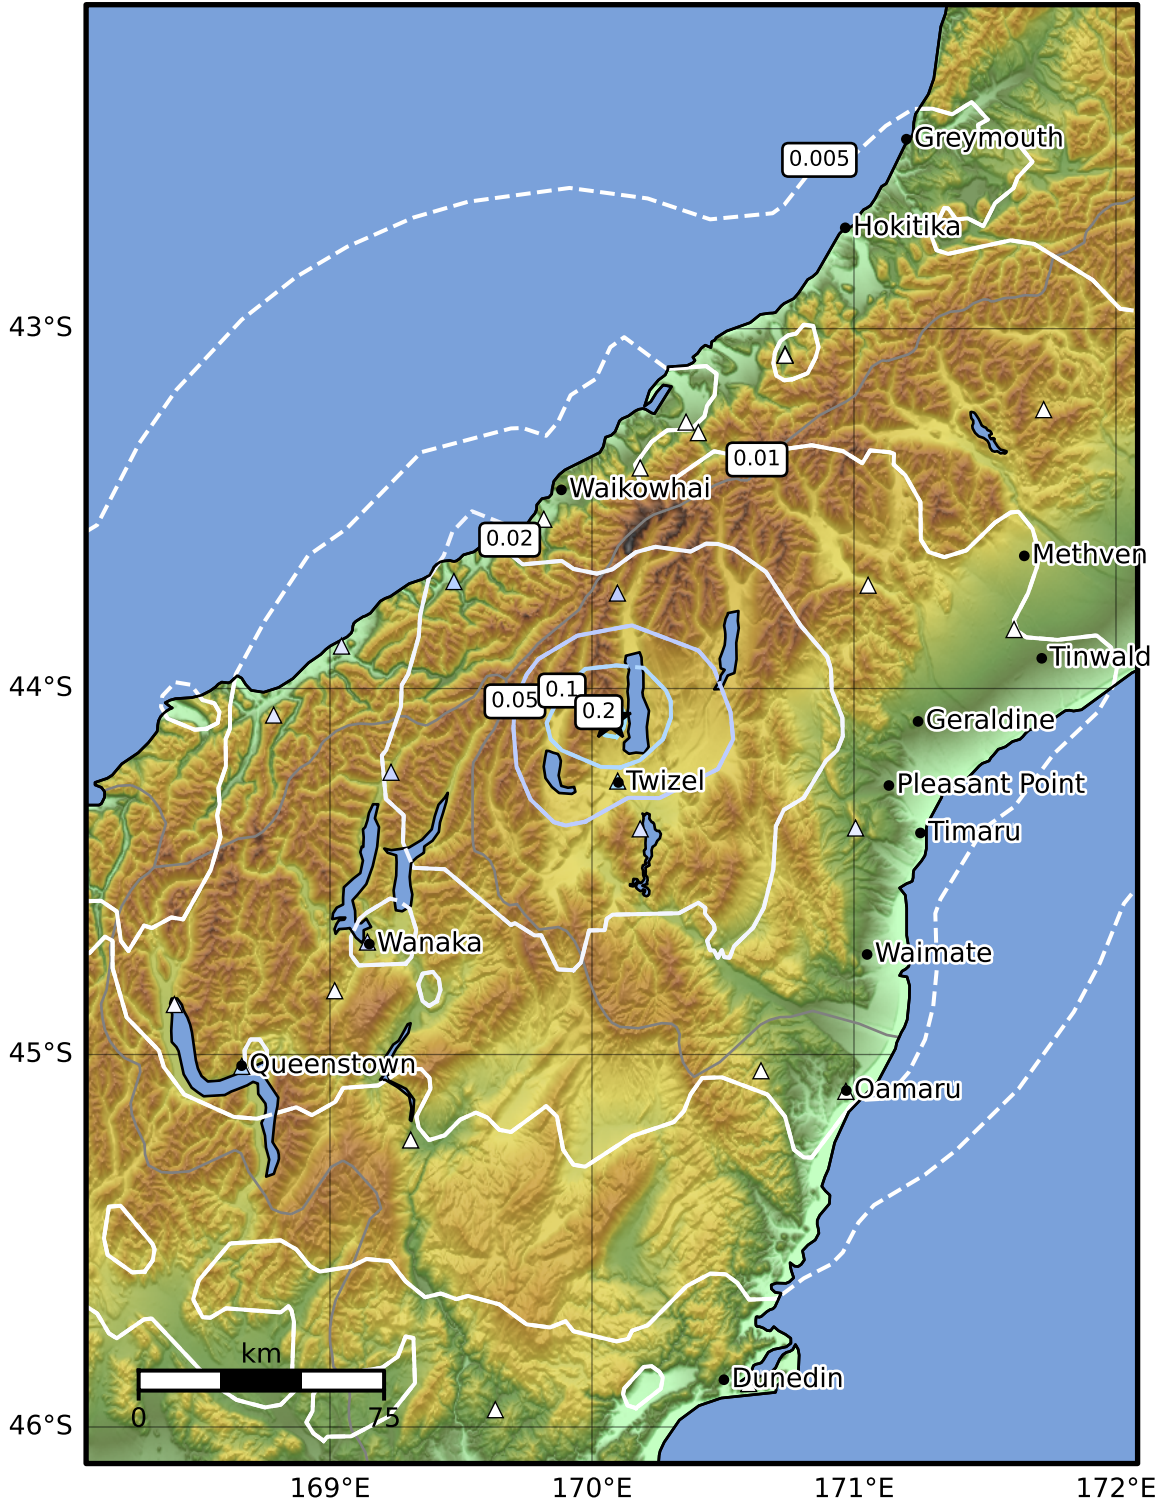 Greymouth
0.005
Hokitika
43°S
0.01
Waikowhai
0.02
Methven
Tinwald
44°S
0.1
0.05
0.2
Geraldine
Twizel
Pleasant Point
Timaru
Wanaka
Waimate
45°S
Queenstown
Oamaru
km
Dunedin
0
75
46°S
169°E
170°E
171°E
172°E